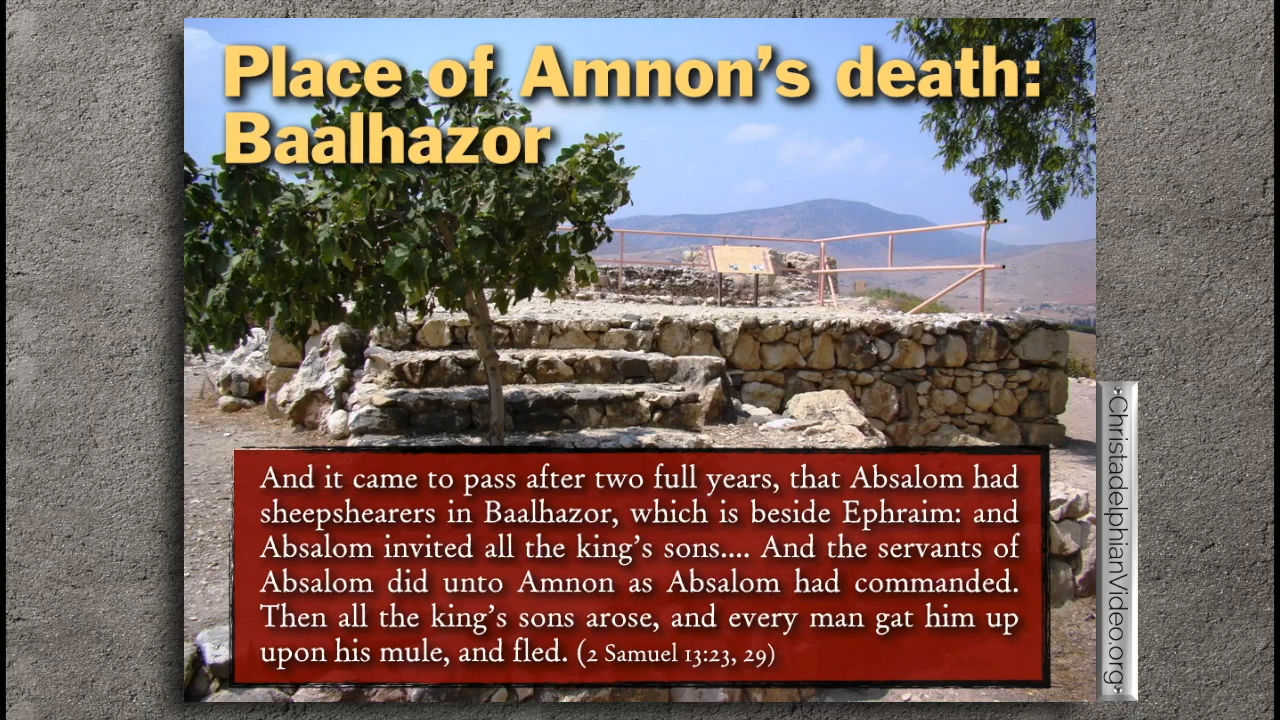 Place of Amnon's death:
Baalhazor
And it came to pass after two full years, that Absalom had
sheepshearers in Baalhazor, which is beside Ephraim: and
Absalom invited all the king's sons.... And the servants of
Absalom did unto Amnon as Absalom had commanded.
Then all the king's sons arose, and every man gat him up
upon his mule, and fled. (2 Samuel 13:23, 29)
ChristadelphianVideo.org